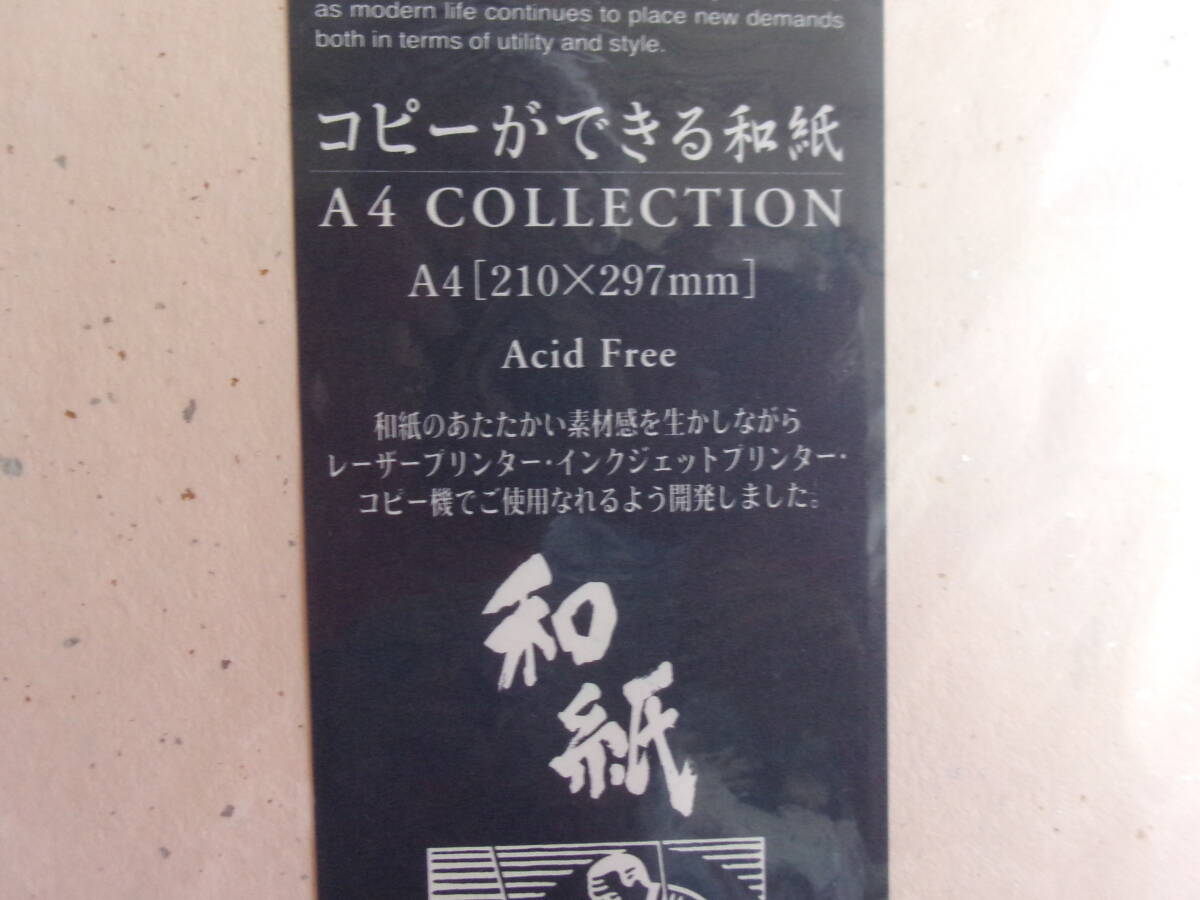 as modern life continues to place new demands
both in terms of utility and style.
コピーができる和紙
A4 COLLECTION
A4[210×297mm]
Acid Free
和紙のあたたかい素材感を生かしながら
レーザープリンター・インクジェットプリンター・
コピー機でご使用なれるよう開発しました。
和
紙